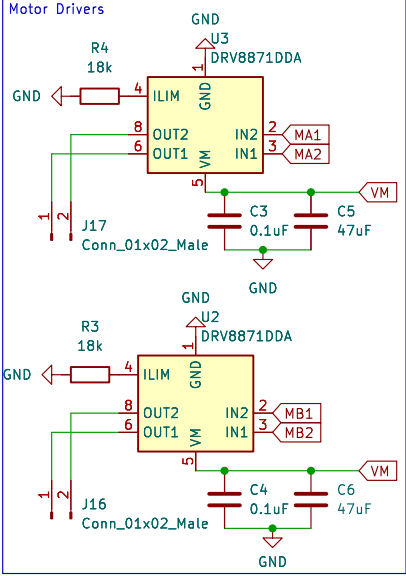 Motor Drivers
GND
U3
DRV8871DDA
R4
18k
GND
1
4
ILIM
GND
8
OUT2
IN2
2
MA1
6
OUT1
IN1
3
MA2
VM
5
VM
1
2
J17
Conn_01x02_Male
C3
0.1uF
C5
47uF
GND
GND
U2
DRV8871DDA
R3
18k
GND
1
4
ILIM
GND
8
OUT2
IN2
2
MB1
6
OUT1
IN1
3
MB2
VM
5
VM
1
2
J16
Conn_01x02_Male
C4
0.1uF
C6
47uF
GND